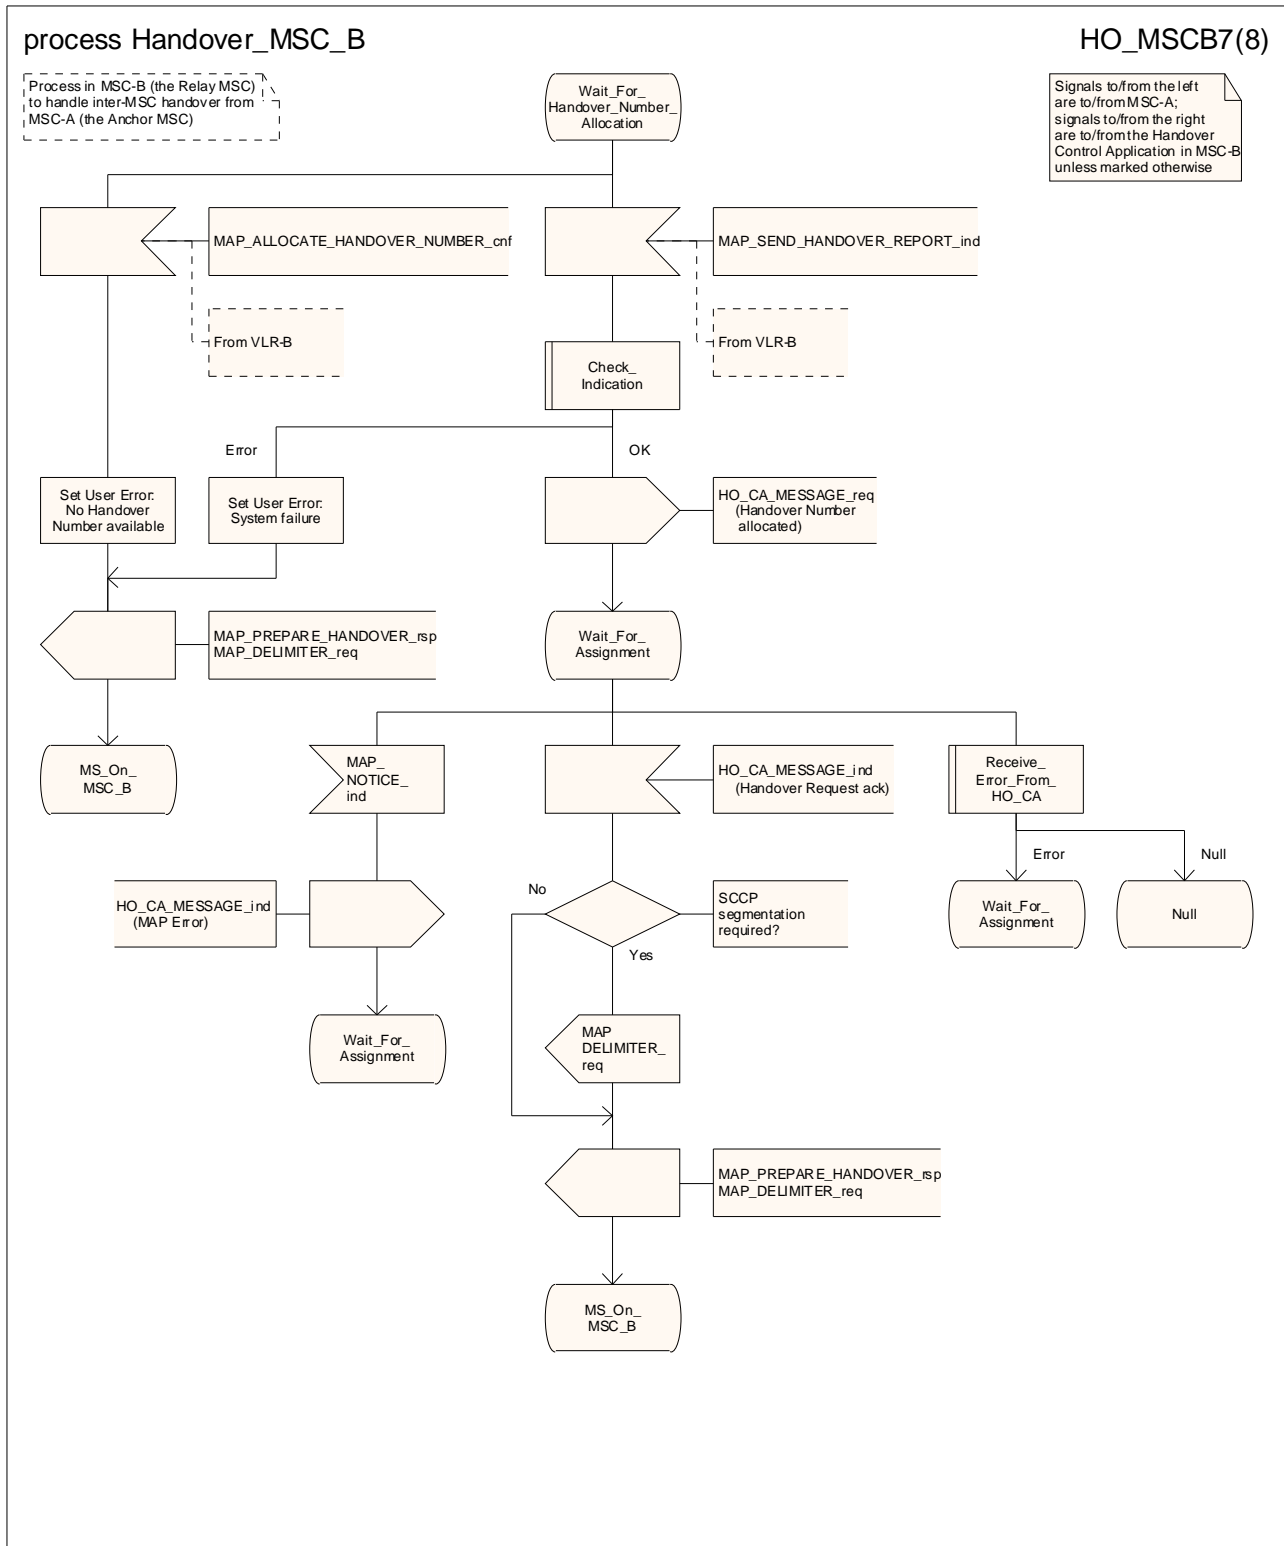 process Handover_MSC_B
HO_MSCB7(8)
Process in MSC-B (the Relay MSC)
to handle inter-MSC handover from
MSC-A (the Anchor MSC)
Wait_For_
Handover_Number_
Allocation
Signals to/from the left
are to/from MSC-A;
signals to/from the right
are to/from the Handover
Control Application in MSC-B
unless marked otherwise
MAP_ALLOCATE_HANDOVER_NUMBER_cnf
MAP_SEND_HANDOVER_REPORT_ind
From VLR-B
From VLR-B
Check_
Indication
Error
OK
Set User Error:
No Handover
Number available
Set User Error:
System failure
HO_CA_MESSAGE_req
(Handover Number
allocated)
MAP_PREPARE_HANDOVER_rsp
MAP_DELIMITER_req
Wait_For_
Assignment
MS_On_
MSC_B
MAP_
NOTICE_
ind
HO_CA_MESSAGE_ind
(Handover Request ack)
Receive_
Error_From_
HO_CA
Error
Null
HO_CA_MESSAGE_ind
(MAP Error)
No
Yes
SCCP
segmentation
required?
Wait_For_
Assignment
Null
Wait_For_
Assignment
MAP
DELIMITER_
req
MAP_PREPARE_HANDOVER_rsp
MAP_DELIMITER_req
MS_On_
MSC_B